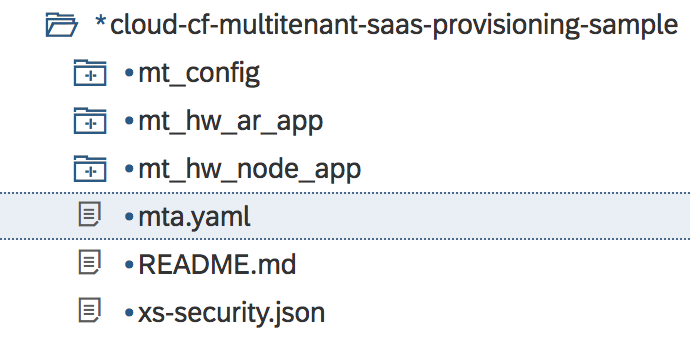 *cloud-cf-multitenant-saas-provisioning-sample
•mt_config
•mt_hw_ar_app
•mt_hw_node_app
•mta.yaml
•README.md
•xs-security.json